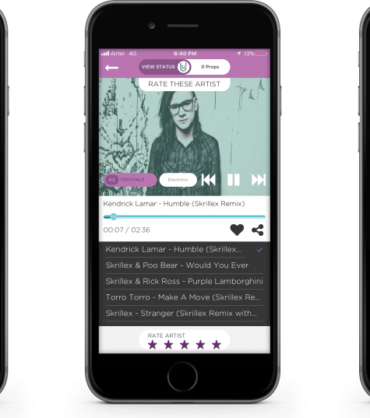 Airtel 4G 6:40 PM 13%
VIEW STATUS 0 Props
RATE THESE ARTIST
FESTIVALS Electronic
Kendrick Lamar - Humble (Skrillex Remix)
00:07 / 02:36
Kendrick Lamar - Humble (Skrillex...
Skrillex & Poo Bear - Would You Ever
Skrillex & Rick Ross - Purple Lamborghini
Torro Torro - Make A Move (Skrillex Re...
Skrillex - Stranger (Skrillex Remix with...
RATE ARTIST